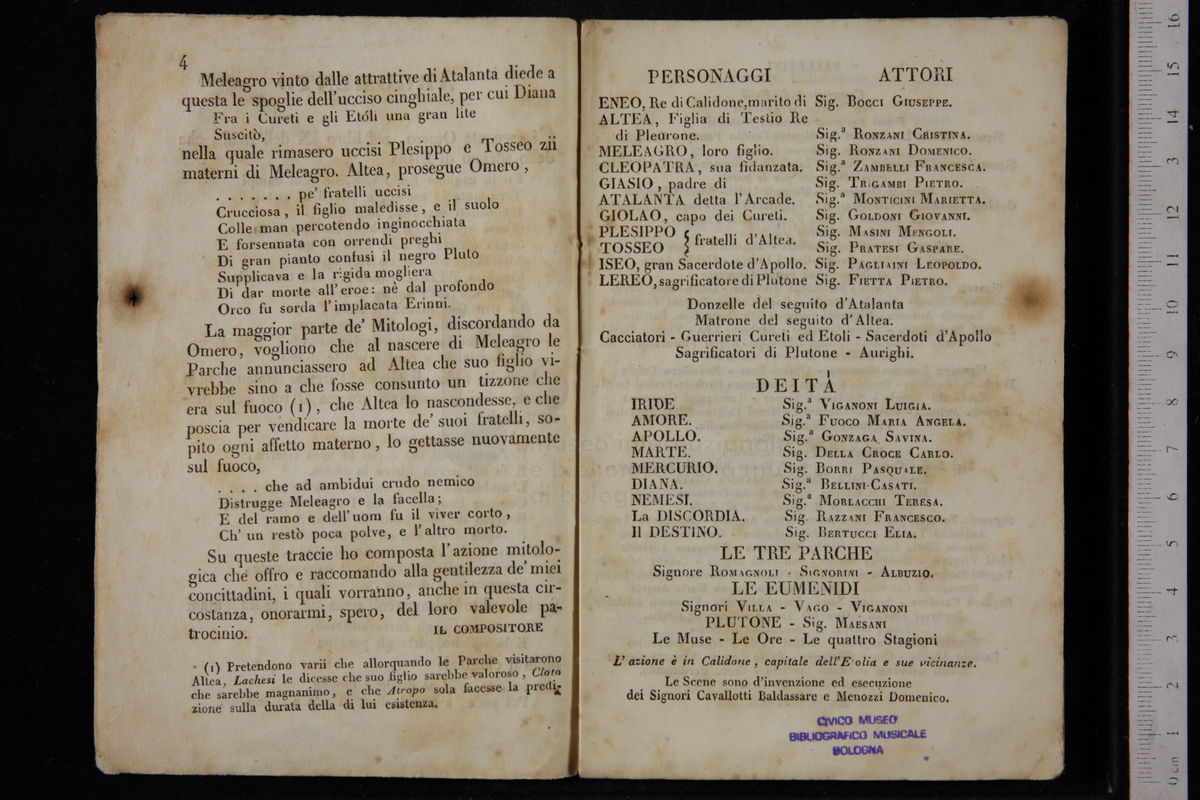 4
Meleagro vinto dalle attrattive di Atalanta diede a
questa le spoglie dell'ucciso cinghiale, per cui Diana
Fra i Cureti e gli Etóli una gran lite
Suscitò,
nella quale rimasero uccisi Plesippo e Tosseo zii
materni di Meleagro. Altea, prosegue Omero,
. . . . . . . pe' fratelli uccisi
Crucciosa, il figlio maledisse, e il suolo
Colle man percotendo inginocchiata
E forsennata con orrendi preghi
Di gran pianto confusi il negro Pluto
Supplicava e la rigida mogliera
Di dar morte all'eroe: nè dal profondo
Orco fu sorda l'implacata Erinni.
La maggior parte de' Mitologi, discordando da
Omero, vogliono che al nascere di Meleagro le
Parche annunciassero ad Altea che suo figlio vi-
vrebbe sino a che fosse consunto un tizzone che
era sul fuoco (1), che Altea lo nascondesse, e che
poscia per vendicare la morte de' suoi fratelli, so-
pito ogni affetto materno, lo gettasse nuovamente
sul fuoco,
. . . . che ad ambidui crudo nemico
Distrugge Meleagro e la facella;
E del ramo e dell'uom fu il viver corto,
Ch' un restò poca polve, e l'altro morto.
Su queste traccie ho composta l'azione mitolo-
gica che offro e raccomando alla gentilezza de' miei
concittadini, i quali vorranno, anche in questa cir-
costanza, onorarmi, spero, del loro valevole pa-
trocinio. IL COMPOSITORE
(1) Pretendono varii che allorquando le Parche visitarono
Altea, Lachesi le dicesse che suo figlio sarebbe valoroso, Cloto
che sarebbe magnanimo, e che Atropo sola facesse la predi-
zione sulla durata della di lui esistenza.
PERSONAGGI ATTORI
ENEO, Re di Calidone, marito di Sig. BOCCI GIUSEPPE.
ALTEA, Figlia di Testio Re
di Pleurone. Sig.ª RONZANI CRISTINA.
MELEAGRO, loro figlio. Sig. RONZANI DOMENICO.
CLEOPATRA, sua fidanzata. Sig.ª ZAMBELLI FRANCESCA.
GIASIO, padre di Sig. TRIGAMBI PIETRO.
ATALANTA detta l'Arcade. Sig.ª MONTICINI MARIETTA.
GIOLAO, capo dei Cureti. Sig. GOLDONI GIOVANNI.
PLESIPPO } fratelli d'Altea. Sig. MASINI MENGOLI.
TOSSEO Sig. PRATESI GASPARE.
ISEO, gran Sacerdote d'Apollo. Sig. PAGLIAINI LEOPOLDO.
LEREO, sagrificatore di Plutone Sig. FIETTA PIETRO.
Donzelle del seguito d'Atalanta
Matrone del seguito d'Altea.
Cacciatori - Guerrieri Cureti ed Etoli - Sacerdoti d'Apollo
Sagrificatori di Plutone - Aurighi.
DEITÀ
IRIDE Sig.ª VIGANONI LUIGIA.
AMORE. Sig.ª FUOCO MARIA ANGELA.
APOLLO. Sig.ª GONZAGA SAVINA.
MARTE. Sig. DELLA CROCE CARLO.
MERCURIO. Sig. BORRI PASQUALE.
DIANA. Sig.ª BELLINI-CASATI.
NEMESI. Sig.ª MORLACCHI TERESA.
La DISCORDIA. Sig. RAZZANI FRANCESCO.
Il DESTINO. Sig. BERTUCCI ELIA.
LE TRE PARCHE
Signore ROMAGNOLI - SIGNORINI - ALBUZIO.
LE EUMENIDI
Signori VILLA - VAGO - VIGANONI
PLUTONE - Sig. MAESANI
Le Muse - Le Ore - Le quattro Stagioni
L'azione è in Calidone, capitale dell'Etolia e sue vicinanze.
Le Scene sono d'invenzione ed esecuzione
dei Signori Cavallotti Baldassare e Menozzi Domenico.
CIVICO MUSEO
BIBLIOGRAFICO MUSICALE
BOLOGNA
0 cm 1 2 3 4 5 6 7 8 9 10 11 12 3 14 15 16